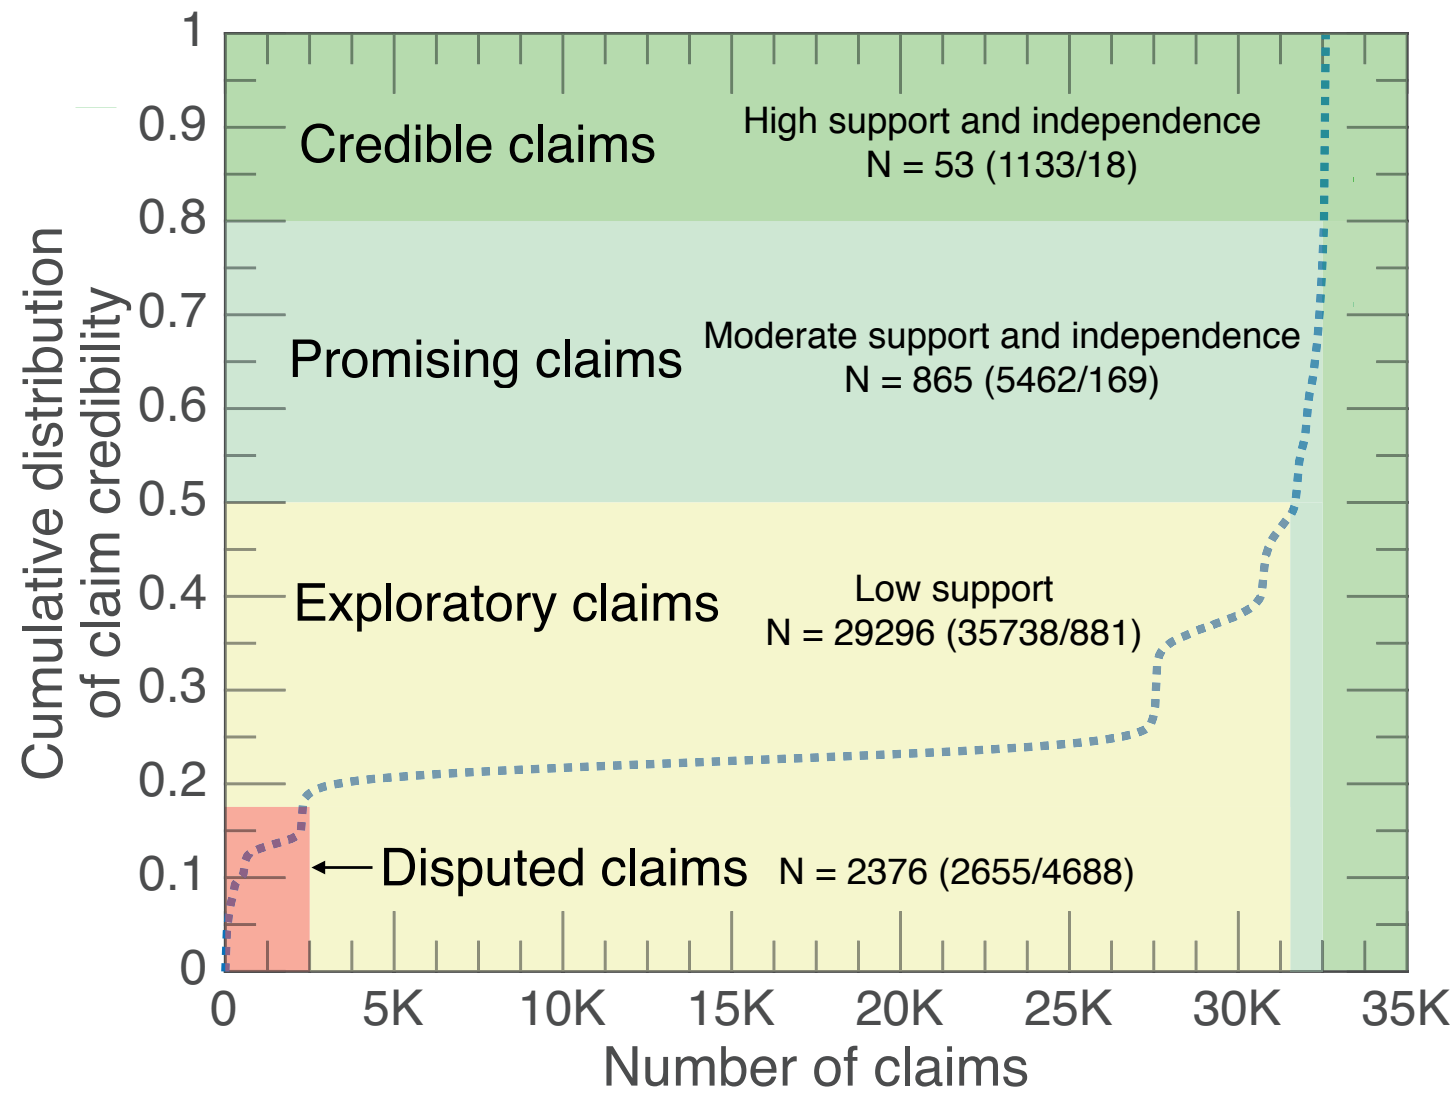 Cumulative distribution
of claim credibility
1
0.9
0.8
0.7
0.6
0.5
0.4
0.3
0.2
0.1
0
Credible claims
High support and independence
N = 53 (1133/18)
Promising claims
Moderate support and independence
N = 865 (5462/169)
Exploratory claims
Low support
N = 29296 (35738/881)
Disputed claims N = 2376 (2655/4688)
0 5K 10K 15K 20K 25K 30K 35K
Number of claims